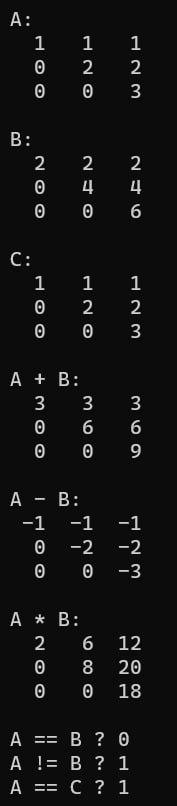 A:
   1   1   1
   0   2   2
   0   0   3

B:
   2   2   2
   0   4   4
   0   0   6

C:
   1   1   1
   0   2   2
   0   0   3

A + B:
   3   3   3
   0   6   6
   0   0   9

A - B:
  -1  -1  -1
   0  -2  -2
   0   0  -3

A * B:
   2   6  12
   0   8  20
   0   0  18

A == B ? 0
A != B ? 1
A == C ? 1